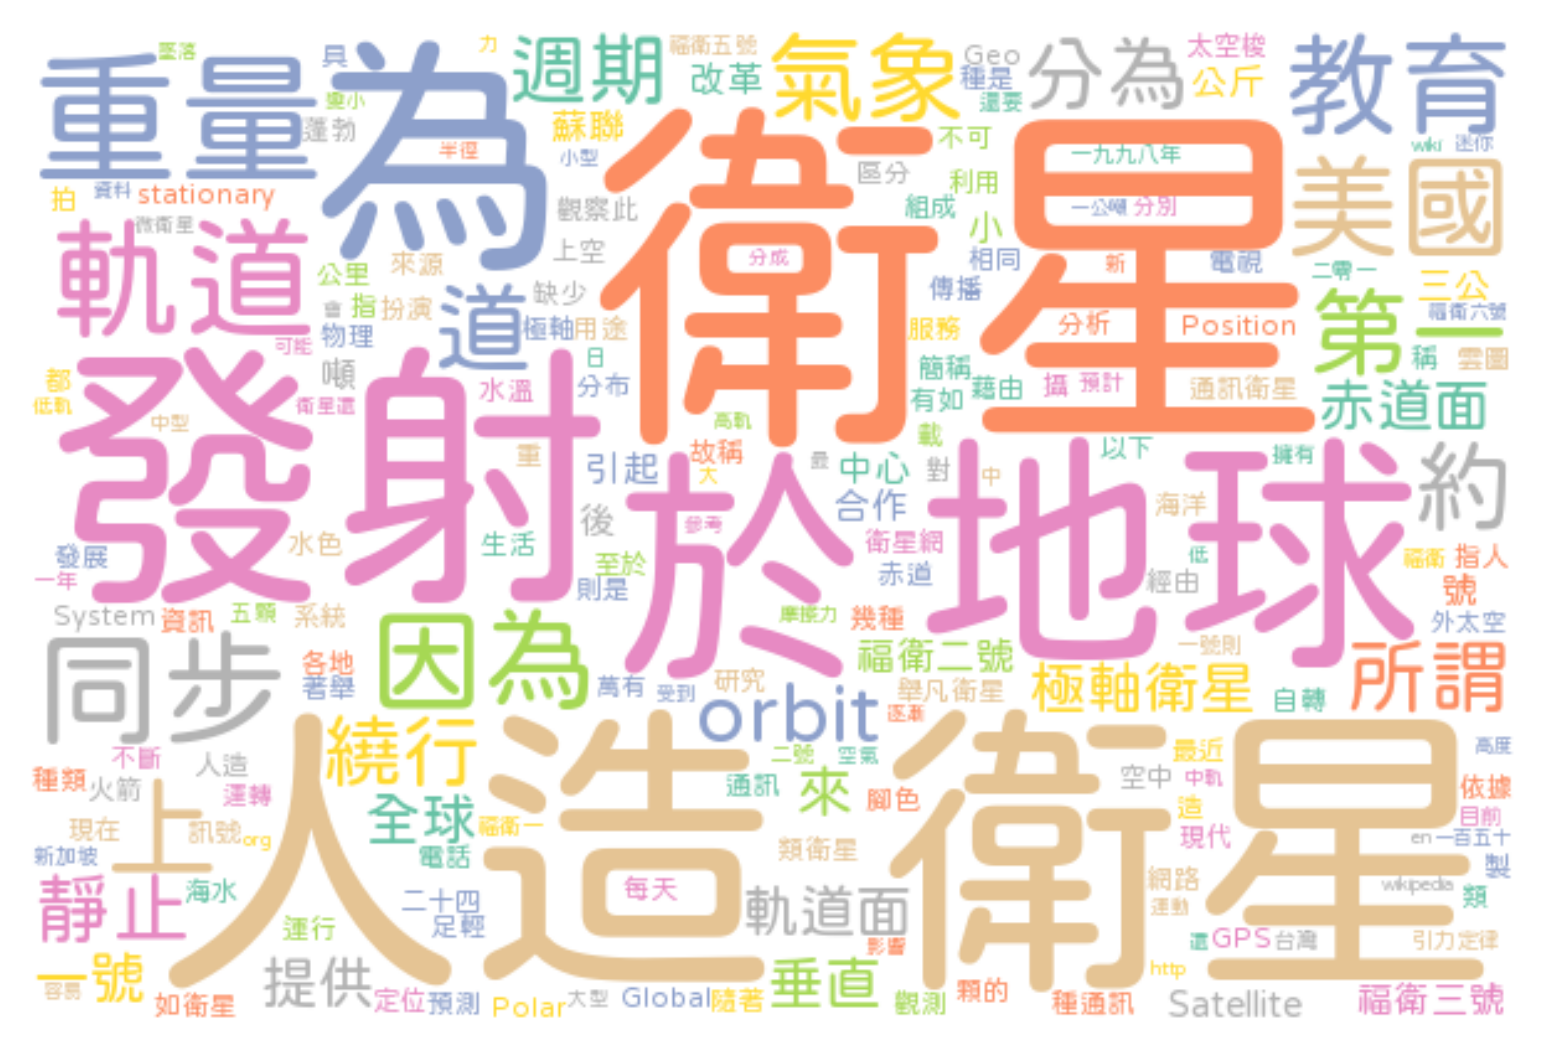 墜落 具 力 福衛五號 Geo 太空梭
重量 為 週期 改革 氣象 種是 分為 公斤 教育
變小 蓬勃 蘇聯 還要
半徑 小型 衛星 不可 一九九八年 wiki 迷你
拍 資料 stationary 觀察此 區分 利用 美國
微衛星 組成 小 一公噸 分別
軌道 公里 來源 上空 分成 相同 新 電視 二零一 三公
會 指 扮演 道 缺少 傳播 第一 福衛六號
物理 極軸 用途 服務 分析 Position
可能 噸 日 簡稱 稱 雲圖
都 衛星還 水溫 分布 有如 藉由 攝 預計 通訊衛星 赤道面
低軌 中型 高軌 載
發射 重 引起 故稱 大 最 中心 對 中 以下 擁有 約
於 地球
水色 後 參考 合作 海洋
發展 生活 至於 衛星網 低 福衛 指人
一年 則是 赤道 經由 號
System 資訊 五顆 系統 因為 摩擦力 幾種 外太空
同步 各地 福衛二號 一號則 所謂
著舉 萬有 受到 研究 舉凡衛星 極軸衛星 自轉
orbit 逐漸
不斷 人造 繞行 二號 空氣 最近 高度
種類 火箭 運轉 通訊 來 腳色 空中 中軌 依據
上 全球 造 目前
現在 訊號 org 福衛一 現代 en 一百五十
新加坡 電話 類衛星 製
人造衛星
靜止 海水 每天 網路 wikipedia 類
二十四 軌道面 運動
運行 足輕 影響 還 GPS 台灣 引力定律
一號 提供 垂直 http
容易 如衛星 定位 預測 Polar 大型 Global 隨著 觀測 顆的 種通訊 Satellite 福衛三號